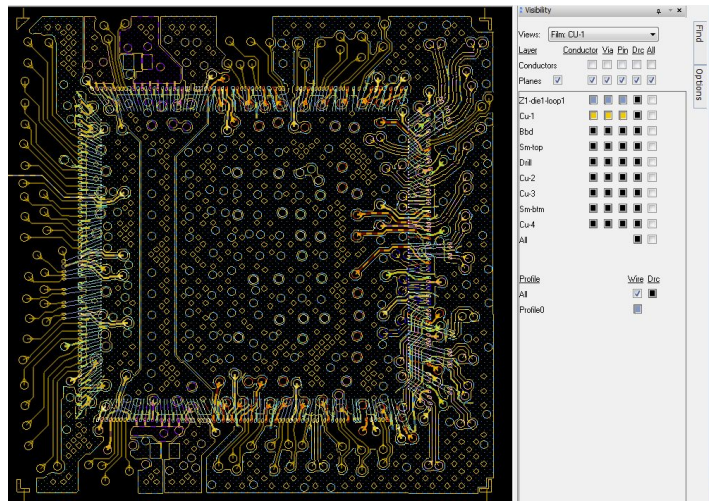 Visibility
Views: Film: CU-1
Layer Conductor Via Pin Drc All
Conductors
Planes
Z1-die1-loop1
Cu-1
Bbd
Sm-top
Drill
Cu-2
Cu-3
Sm-btm
Cu-4
All
Profile Wire Drc
All
Profile0
Find
Options